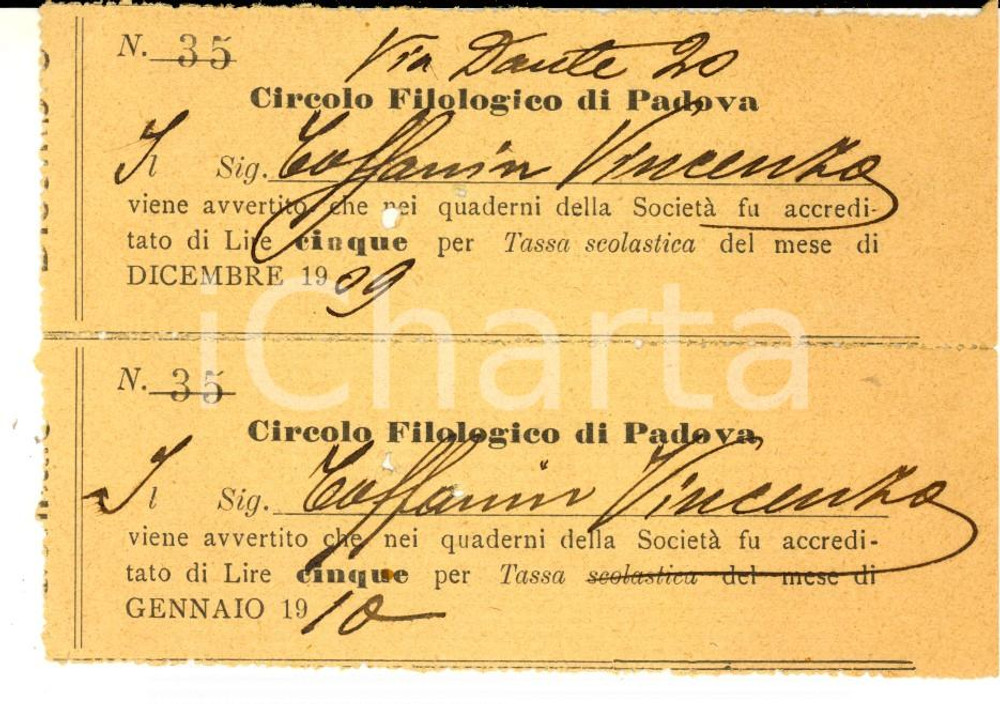 N. 35
Via Dante 20
Circolo Filologico di Padova
Il Sig. Toffanin Vincenzo
viene avvertito che nei quaderni della Società fu accredi-
tato di Lire cinque per Tassa scolastica del mese di
DICEMBRE 1909
iCharta
N. 35
Circolo Filologico di Padova
Il Sig. Toffanin Vincenzo
viene avvertito che nei quaderni della Società fu accredi-
tato di Lire cinque per Tassa scolastica del mese di
GENNAIO 1910